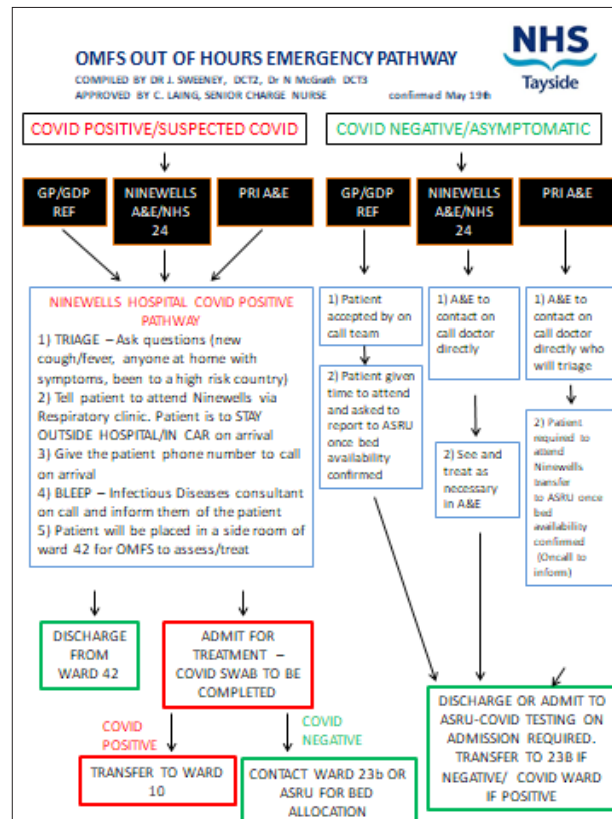 OMFS OUT OF HOURS EMERGENCY PATHWAY
COMPILED BY DR J. SWEENEY, DCT2, Dr N McGrath DCT3
APPROVED BY C. LAING, SENIOR CHARGE NURSE confirmed May 19th
NHS
Tayside
COVID POSITIVE/SUSPECTED COVID
COVID NEGATIVE/ASYMPTOMATIC
GP/GDP
REF
NINEWELLS
A&E/NHS
24
PRI A&E
GP/GDP
REF
NINEWELLS
A&E/NHS
24
PRI A&E
NINEWELLS HOSPITAL COVID POSITIVE
PATHWAY
1) TRIAGE – Ask questions (new
cough/fever, anyone at home with
symptoms, been to a high risk country)
2) Tell patient to attend Ninewells via
Respiratory clinic. Patient is to STAY
OUTSIDE HOSPITAL/IN CAR on arrival
3) Give the patient phone number to call
on arrival
4) BLEEP – Infectious Diseases consultant
on call and inform them of the patient
5) Patient will be placed in a side room of
ward 42 for OMFS to assess/treat
1) Patient
accepted by on
call team
2) Patient given
time to attend
and asked to
report to ASRU
once bed
availability
confirmed
1) A&E to
contact on
call doctor
directly
2) See and
treat as
necessary
in A&E
1) A&E to
contact on
call doctor
directly who
will triage
2) Patient
required to
attend
Ninewells
transfer
to ASRU once
bed
availability
confirmed
(Oncall to
inform)
DISCHARGE
FROM
WARD 42
ADMIT FOR
TREATMENT –
COVID SWAB TO BE
COMPLETED
COVID
POSITIVE
COVID
NEGATIVE
TRANSFER TO WARD
10
CONTACT WARD 23b OR
ASRU FOR BED
ALLOCATION
DISCHARGE OR ADMIT TO
ASRU-COVID TESTING ON
ADMISSION REQUIRED.
TRANSFER TO 23B IF
NEGATIVE/ COVID WARD
IF POSITIVE